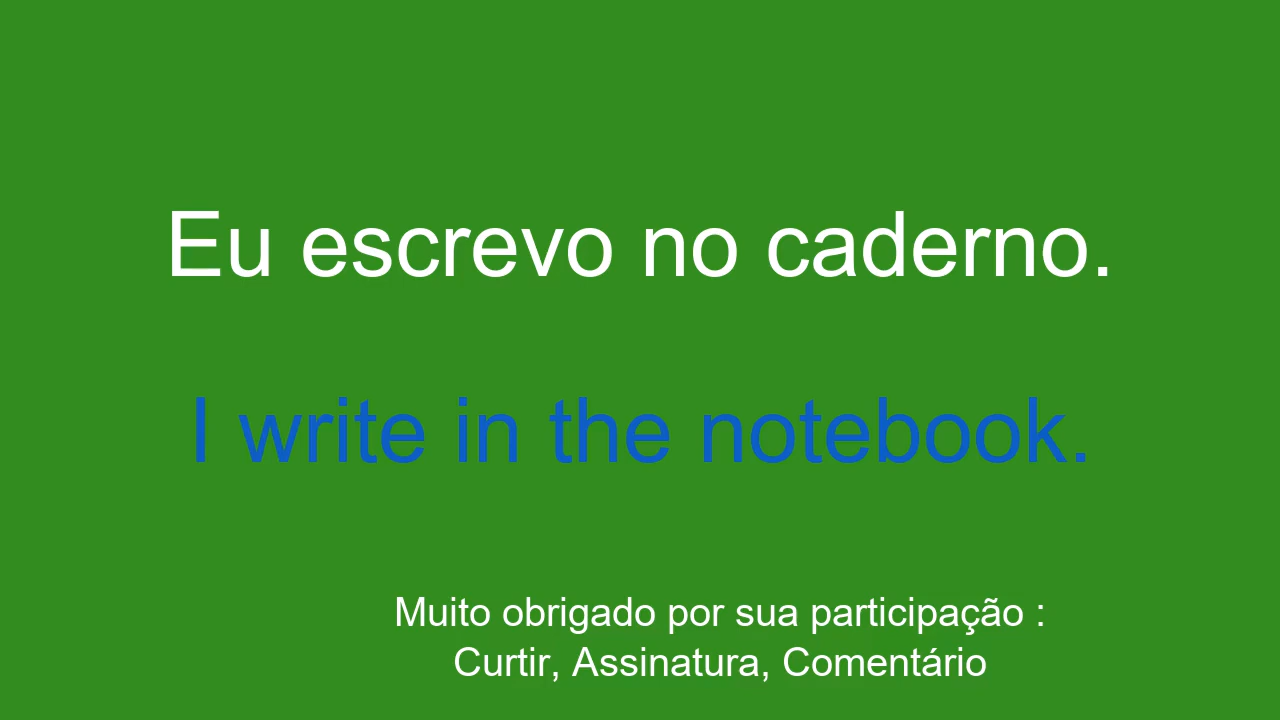 Eu escrevo no caderno.
I write in the notebook.
Muito obrigado por sua participação :
Curtir, Assinatura, Comentário